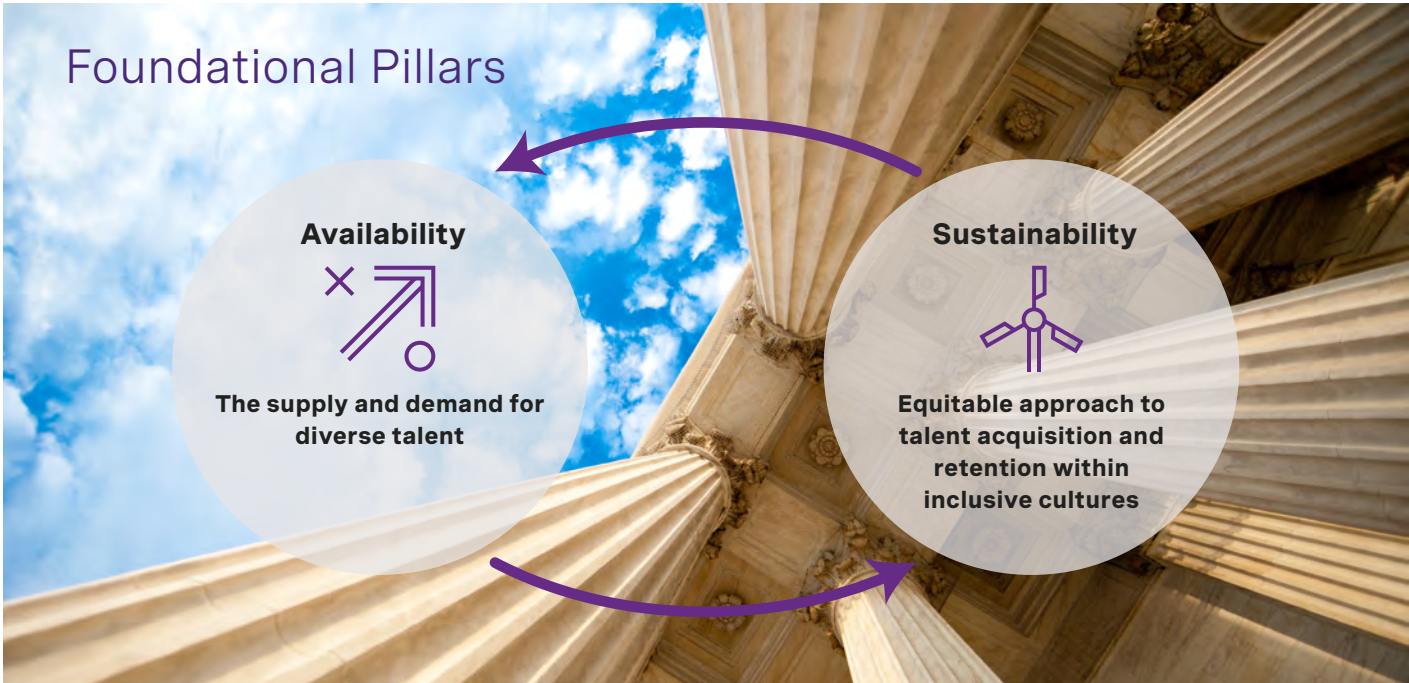 Foundational Pillars
Availability
The supply and demand for
diverse talent
Sustainability
Equitable approach to
talent acquisition and
retention within
inclusive cultures